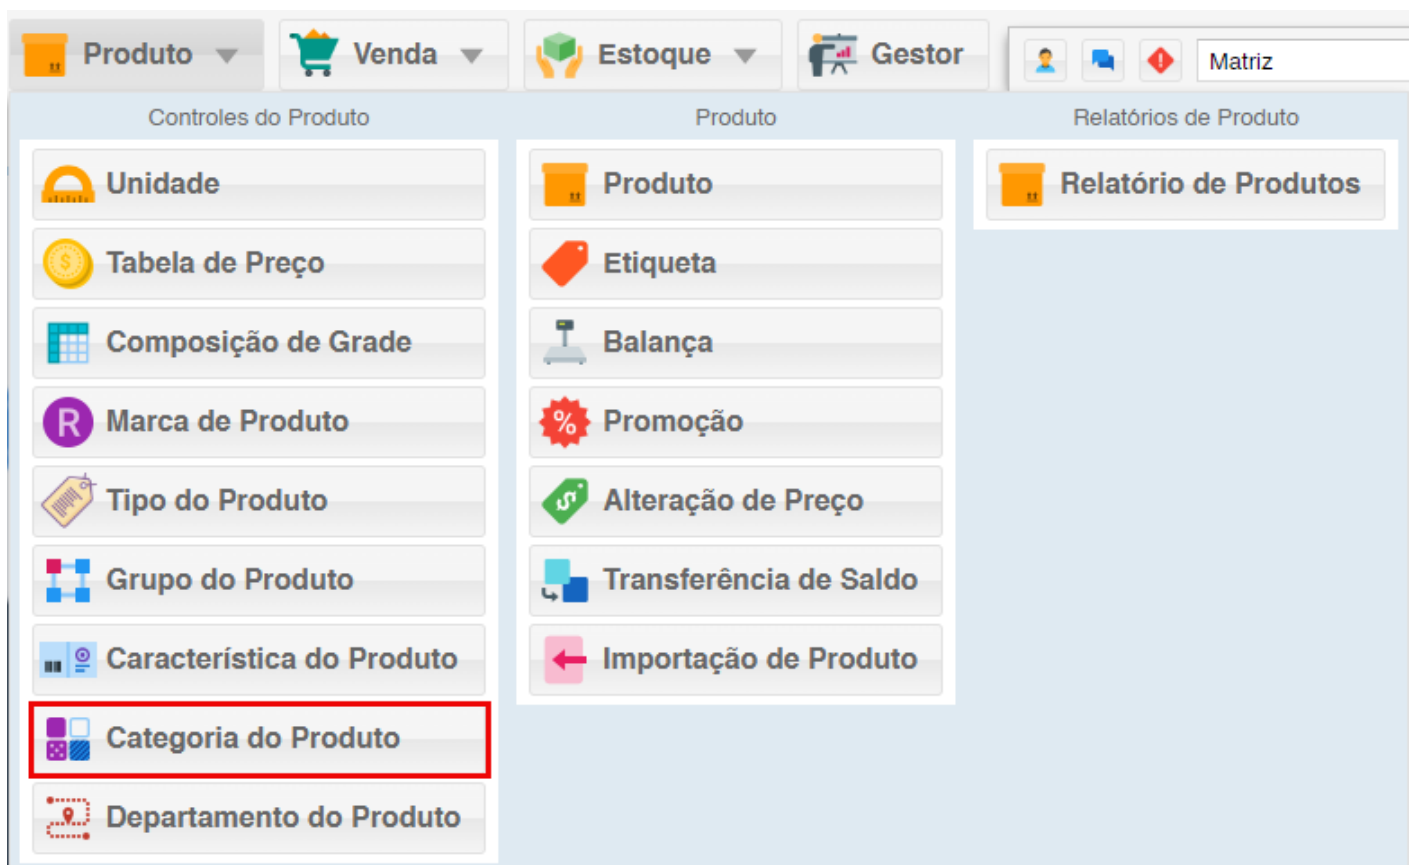 Produto
Venda
Estoque
Gestor
Matriz
Controles do Produto
Unidade
Tabela de Preço
Composição de Grade
Marca de Produto
Tipo do Produto
Grupo do Produto
Característica do Produto
Categoria do Produto
Departamento do Produto
Produto
Produto
Etiqueta
Balança
Promoção
Alteração de Preço
Transferência de Saldo
Importação de Produto
Relatórios de Produto
Relatório de Produtos